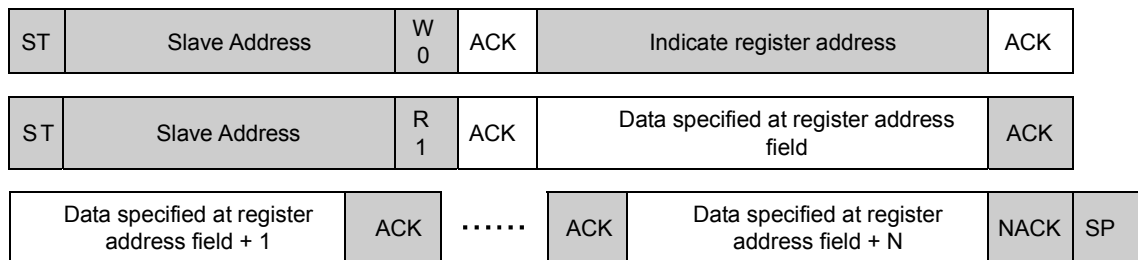 ST Slave Address W 0 ACK Indicate register address ACK
ST Slave Address R 1 ACK Data specified at register address field ACK
Data specified at register address field + 1 ACK ...... ACK Data specified at register address field + N NACK SP